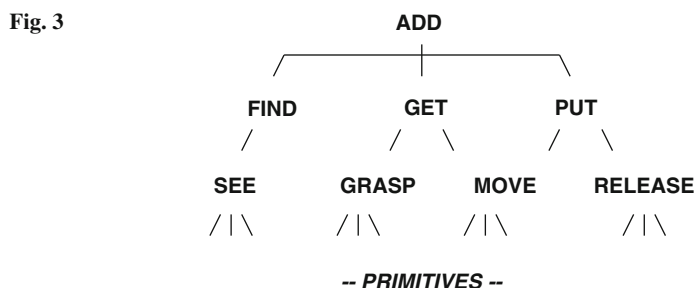 Fig. 3
ADD
FIND GET PUT
SEE GRASP MOVE RELEASE
-- PRIMITIVES --